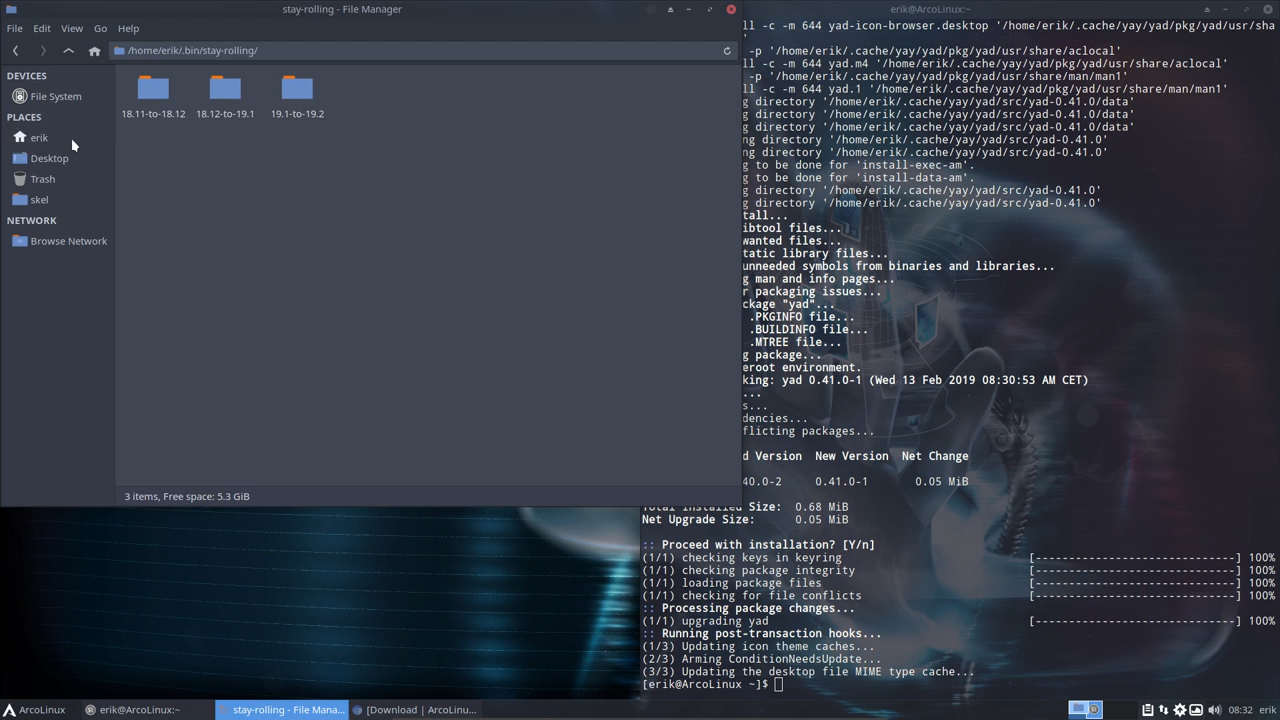 stay-rolling - File Manager
File Edit View Go Help
/home/erik/.bin/stay-rolling/
DEVICES
File System
PLACES
erik
Desktop
Trash
skel
NETWORK
Browse Network
18.11-to-18.12 18.12-to-19.1 19.1-to-19.2
3 items, Free space: 5.3 GiB
erik@ArcoLinux:~
ll -c -m 644 yad-icon-browser.desktop '/home/erik/.cache/yay/yad/pkg/yad/usr/sha
'
-p '/home/erik/.cache/yay/yad/pkg/yad/usr/share/aclocal'
ll -c -m 644 yad.m4 '/home/erik/.cache/yay/yad/pkg/yad/usr/share/aclocal'
-p '/home/erik/.cache/yay/yad/pkg/yad/usr/share/man/man1'
ll -c -m 644 yad.1 '/home/erik/.cache/yay/yad/pkg/yad/usr/share/man/man1'
ng directory '/home/erik/.cache/yay/yad/src/yad-0.41.0/data'
ng directory '/home/erik/.cache/yay/yad/src/yad-0.41.0/data'
ng directory '/home/erik/.cache/yay/yad/src/yad-0.41.0/data'
ng directory '/home/erik/.cache/yay/yad/src/yad-0.41.0'
ng directory '/home/erik/.cache/yay/yad/src/yad-0.41.0'
g to be done for 'install-exec-am'.
g to be done for 'install-data-am'.
ng directory '/home/erik/.cache/yay/yad/src/yad-0.41.0'
ng directory '/home/erik/.cache/yay/yad/src/yad-0.41.0'
tall...
ibtool files...
wanted files...
tatic library files...
unneeded symbols from binaries and libraries...
g man and info pages...
r packaging issues...
ckage "yad"...
.PKGINFO file...
.BUILDINFO file...
.MTREE file...
g package...
eroot environment.
king: yad 0.41.0-1 (Wed 13 Feb 2019 08:30:53 AM CET)
...
s...
dencies...
flicting packages...
d Version New Version Net Change
40.0-2 0.41.0-1 0.05 MiB
Total Installed Size: 0.68 MiB
Net Upgrade Size: 0.05 MiB
:: Proceed with installation? [Y/n]
(1/1) checking keys in keyring [--------------------------------] 100%
(1/1) checking package integrity [--------------------------------] 100%
(1/1) loading package files [--------------------------------] 100%
(1/1) checking for file conflicts [--------------------------------] 100%
:: Processing package changes...
(1/1) upgrading yad [--------------------------------] 100%
:: Running post-transaction hooks...
(1/3) Updating icon theme caches...
(2/3) Arming ConditionNeedsUpdate...
(3/3) Updating the desktop file MIME type cache...
[erik@ArcoLinux ~]$
ArcoLinux erik@ArcoLinux:~ stay-rolling - File Mana... [Download | ArcoLinu... 08:32 erik